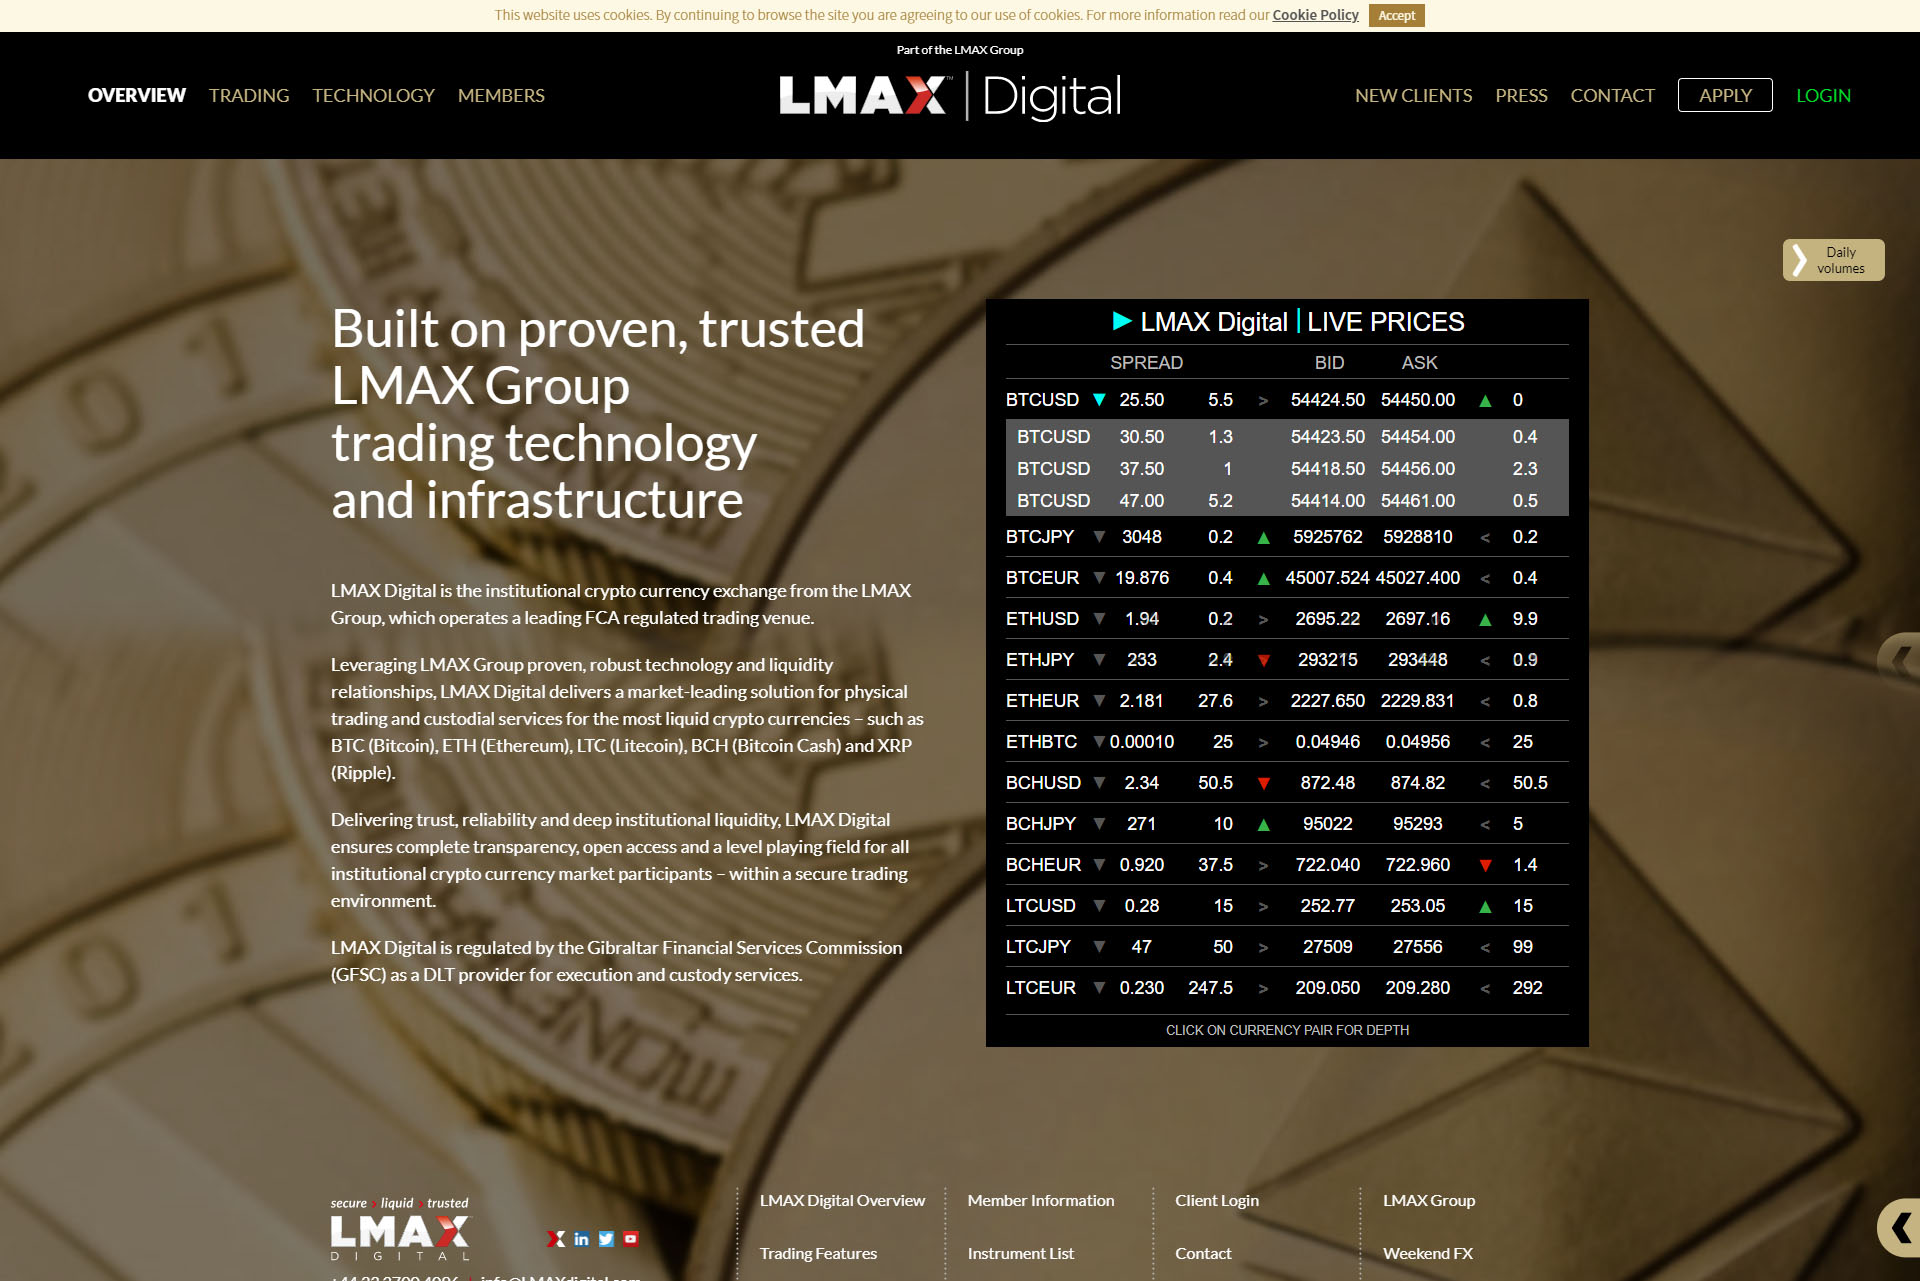 This website uses cookies. By continuing to browse the site you are agreeing to our use of cookies. For more information read our Cookie Policy Accept
Part of the LMAX Group
OVERVIEW TRADING TECHNOLOGY MEMBERS
LMAX™ | Digital
NEW CLIENTS PRESS CONTACT APPLY LOGIN
Daily
volumes
Built on proven, trusted
LMAX Group
trading technology
and infrastructure
LMAX Digital is the institutional crypto currency exchange from the LMAX
Group, which operates a leading FCA regulated trading venue.
Leveraging LMAX Group proven, robust technology and liquidity
relationships, LMAX Digital delivers a market-leading solution for physical
trading and custodial services for the most liquid crypto currencies – such as
BTC (Bitcoin), ETH (Ethereum), LTC (Litecoin), BCH (Bitcoin Cash) and XRP
(Ripple).
Delivering trust, reliability and deep institutional liquidity, LMAX Digital
ensures complete transparency, open access and a level playing field for all
institutional crypto currency market participants – within a secure trading
environment.
LMAX Digital is regulated by the Gibraltar Financial Services Commission
(GFSC) as a DLT provider for execution and custody services.
▶ LMAX Digital | LIVE PRICES
SPREAD BID ASK
BTCUSD ▼ 25.50 5.5 > 54424.50 54450.00 ▲ 0
BTCUSD 30.50 1.3 54423.50 54454.00 0.4
BTCUSD 37.50 1 54418.50 54456.00 2.3
BTCUSD 47.00 5.2 54414.00 54461.00 0.5
BTCJPY ▼ 3048 0.2 ▲ 5925762 5928810 < 0.2
BTCEUR ▼ 19.876 0.4 ▲ 45007.524 45027.400 < 0.4
ETHUSD ▼ 1.94 0.2 > 2695.22 2697.16 ▲ 9.9
ETHJPY ▼ 233 2.4 ▼ 293215 293448 < 0.9
ETHEUR ▼ 2.181 27.6 > 2227.650 2229.831 < 0.8
ETHBTC ▼ 0.00010 25 > 0.04946 0.04956 < 25
BCHUSD ▼ 2.34 50.5 ▼ 872.48 874.82 < 50.5
BCHJPY ▼ 271 10 ▲ 95022 95293 < 5
BCHEUR ▼ 0.920 37.5 > 722.040 722.960 ▼ 1.4
LTCUSD ▼ 0.28 15 > 252.77 253.05 ▲ 15
LTCJPY ▼ 47 50 > 27509 27556 < 99
LTCEUR ▼ 0.230 247.5 > 209.050 209.280 < 292
CLICK ON CURRENCY PAIR FOR DEPTH
secure › liquid › trusted
LMAX
DIGITAL
LMAX Digital Overview Member Information Client Login LMAX Group
Trading Features Instrument List Contact Weekend FX
info@LMAXdigital.com